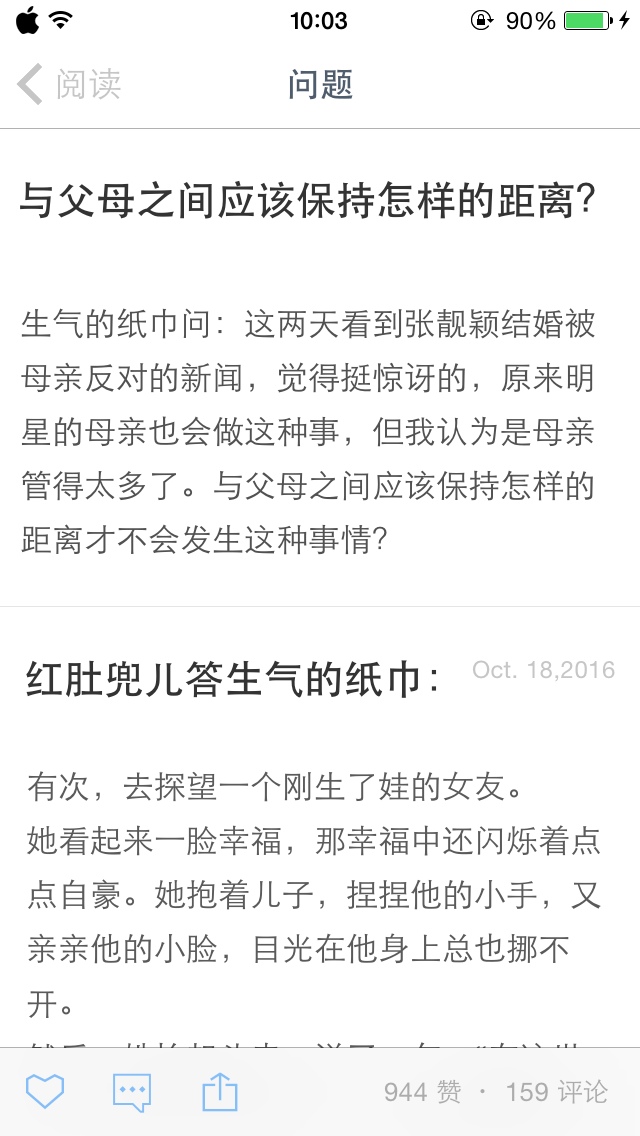 10:03
90%
阅读
问题
与父母之间应该保持怎样的距离？
生气的纸巾问：这两天看到张靓颖结婚被
母亲反对的新闻，觉得挺惊讶的，原来明
星的母亲也会做这种事，但我认为是母亲
管得太多了。与父母之间应该保持怎样的
距离才不会发生这种事情？
红肚兜儿答生气的纸巾：
Oct. 18,2016
有次，去探望一个刚生了娃的女友。
她看起来一脸幸福，那幸福中还闪烁着点
点自豪。她抱着儿子，捏捏他的小手，又
亲亲他的小脸，目光在他身上总也挪不
开。
944 赞 · 159 评论